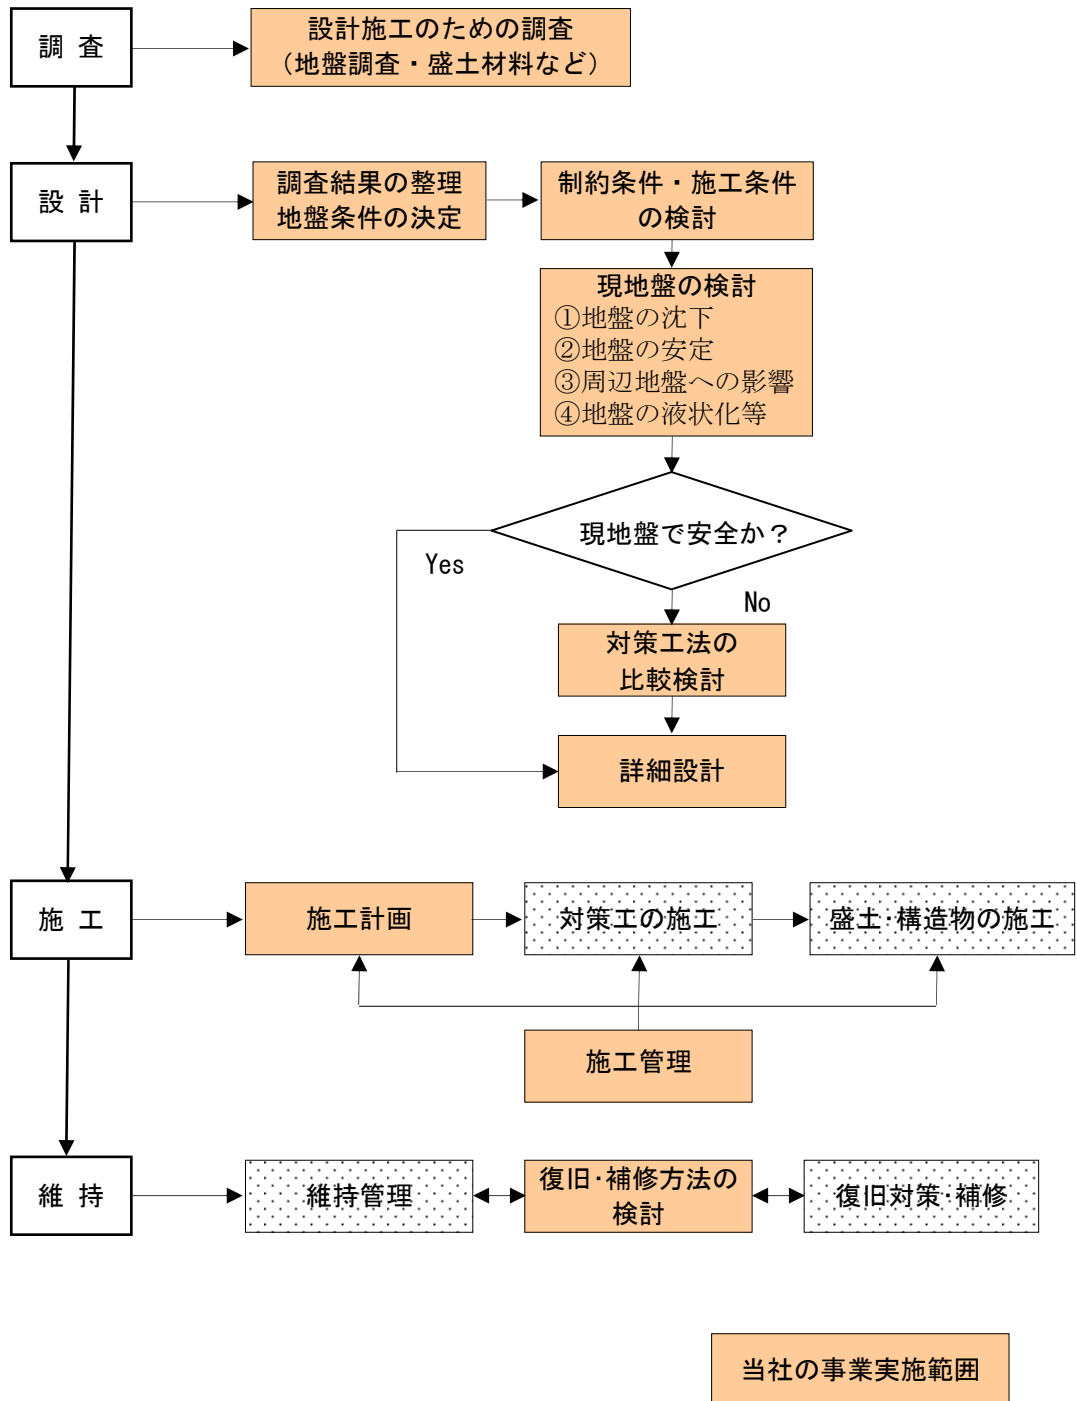 調 査
設計施工のための調査
（地盤調査・盛土材料など）
設 計
調査結果の整理
地盤条件の決定
制約条件・施工条件
の検討
現地盤の検討
①地盤の沈下
②地盤の安定
③周辺地盤への影響
④地盤の液状化等
現地盤で安全か？
Yes
No
対策工法の
比較検討
詳細設計
施 工
施工計画
対策工の施工
盛土･構造物の施工
施工管理
維 持
維持管理
復旧･補修方法の
検討
復旧対策･補修
当社の事業実施範囲